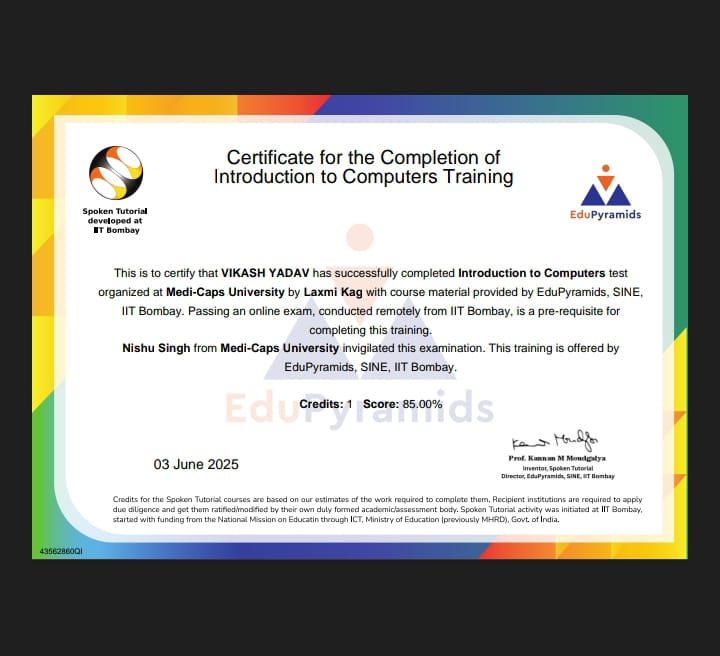 Certificate for the Completion of
Introduction to Computers Training
Spoken Tutorial
developed at
IIT Bombay
EduPyramids
This is to certify that VIKASH YADAV has successfully completed Introduction to Computers test
organized at Medi-Caps University by Laxmi Kag with course material provided by EduPyramids, SINE,
IIT Bombay. Passing an online exam, conducted remotely from IIT Bombay, is a pre-requisite for
completing this training.
Nishu Singh from Medi-Caps University invigilated this examination. This training is offered by
EduPyramids, SINE, IIT Bombay.
EduPyramids
Credits: 1 Score: 85.00%
03 June 2025
Prof. Kannan M Moudgalya
Inventor, Spoken Tutorial
Director, EduPyramids, SINE, IIT Bombay
Credits for the Spoken Tutorial courses are based on our estimates of the work required to complete them. Recipient institutions are required to apply
due diligence and get them ratified/modified by their own duly formed academic/assessment body. Spoken Tutorial activity was initiated at IIT Bombay,
started with funding from the National Mission on Educatin through ICT, Ministry of Education (previously MHRD), Govt. of India.
43562860QI